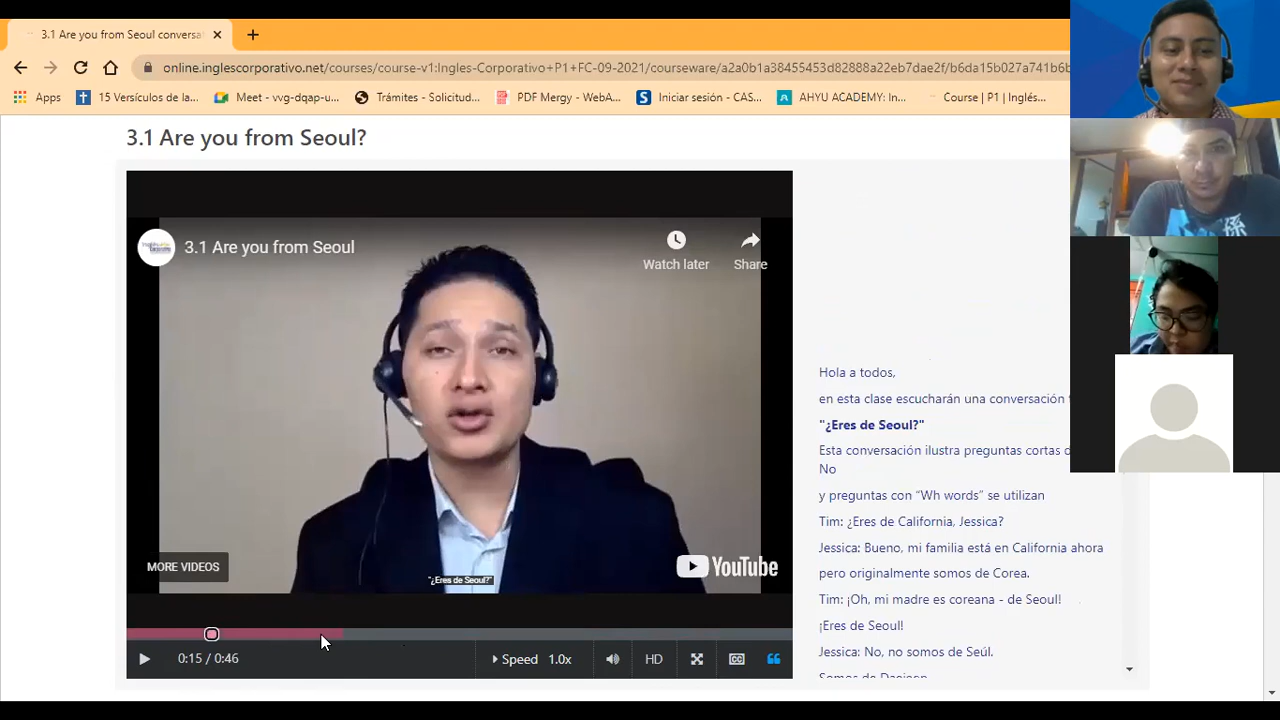 3.1 Are you from Seoul conversa
online.inglescorporativo.net/courses/course-v1:Ingles-Corporativo+P1+FC-09-2021/courseware/a2a0b1a38455453d82888a22eb7dae2f/b6da15b027a741b6b
Apps
15 Versículos de la...
Meet - vvg-dqap-u...
Trámites - Solicitud...
PDF Mergy - WebA...
Iniciar sesión - CAS...
AHYU ACADEMY: In...
Course | P1 | Inglés...
3.1 Are you from Seoul?
3.1 Are you from Seoul
Watch later
Share
MORE VIDEOS
"¿Eres de Seoul?"
YouTube
0:15 / 0:46
Speed 1.0x
HD
CC
Hola a todos,
en esta clase escucharán una conversación
"¿Eres de Seoul?"
Esta conversación ilustra preguntas cortas d
No
y preguntas con “Wh words” se utilizan
Tim: ¿Eres de California, Jessica?
Jessica: Bueno, mi familia está en California ahora
pero originalmente somos de Corea.
Tim: ¡Oh, mi madre es coreana - de Seoul!
¡Eres de Seoul!
Jessica: No, no somos de Seúl.
Somos de Daejeon